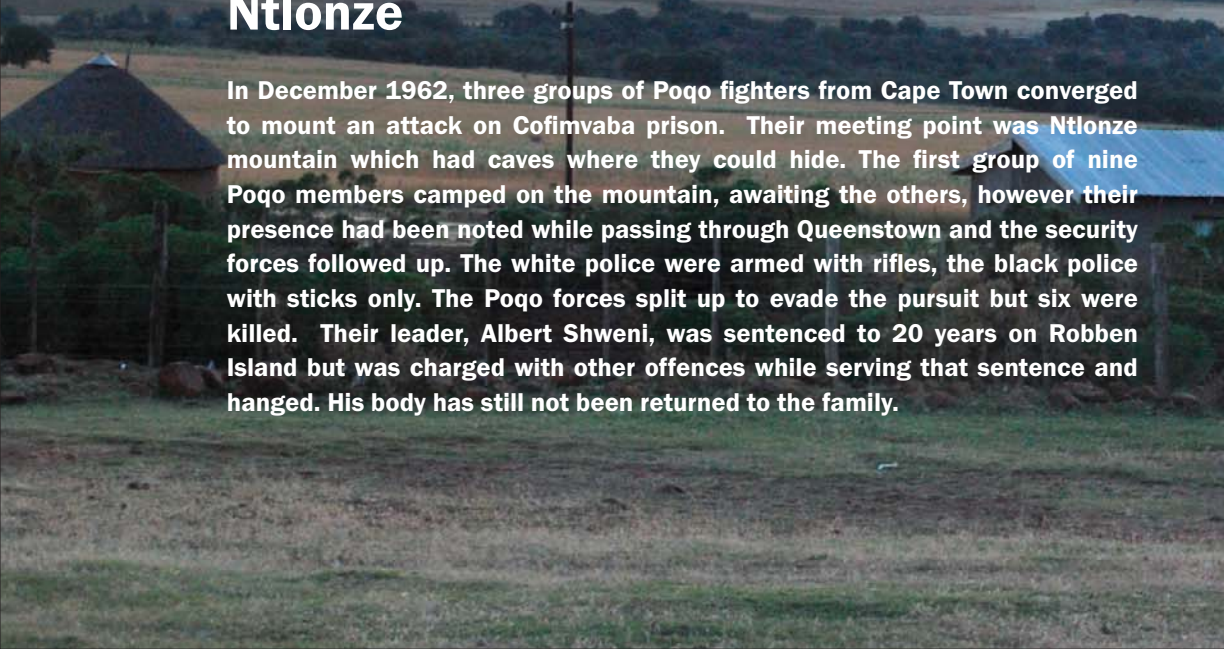 Ntlonze
In December 1962, three groups of Poqo fighters from Cape Town converged
to mount an attack on Cofimvaba prison. Their meeting point was Ntlonze
mountain which had caves where they could hide. The first group of nine
Poqo members camped on the mountain, awaiting the others, however their
presence had been noted while passing through Queenstown and the security
forces followed up. The white police were armed with rifles, the black police
with sticks only. The Poqo forces split up to evade the pursuit but six were
killed. Their leader, Albert Shweni, was sentenced to 20 years on Robben
Island but was charged with other offences while serving that sentence and
hanged. His body has still not been returned to the family.